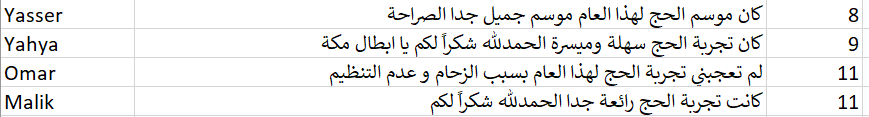 Yasser كان موسم الحج لهذا العام موسم جميل جدا الصراحة 8
Yahya كان تجربة الحج سهلة وميسرة الحمدلله شكراً لكم يا ابطال مكة 9
Omar لم تعجبني تجربة الحج لهذا العام بسبب الزحام و عدم التنظيم 11
Malik كانت تجربة الحج رائعة جدا الحمدلله شكراً لكم 11